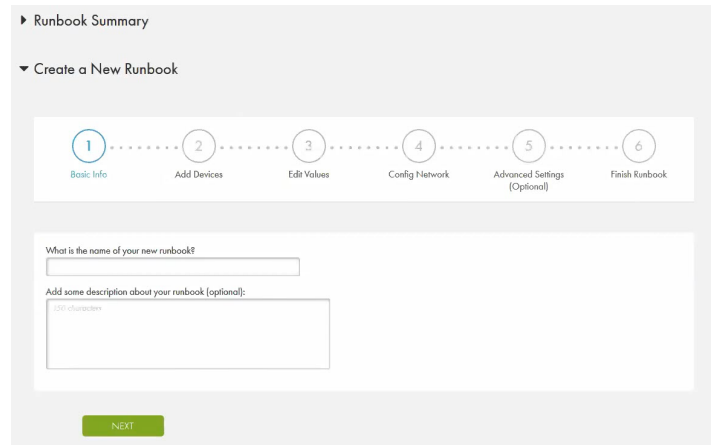 Runbook Summary
Create a New Runbook
1 2 3 4 5 6
Basic Info Add Devices Edit Values Config Network Advanced Settings Finish Runbook
(Optional)
What is the name of your new runbook?
Add some description about your runbook (optional):
150 characters
NEXT